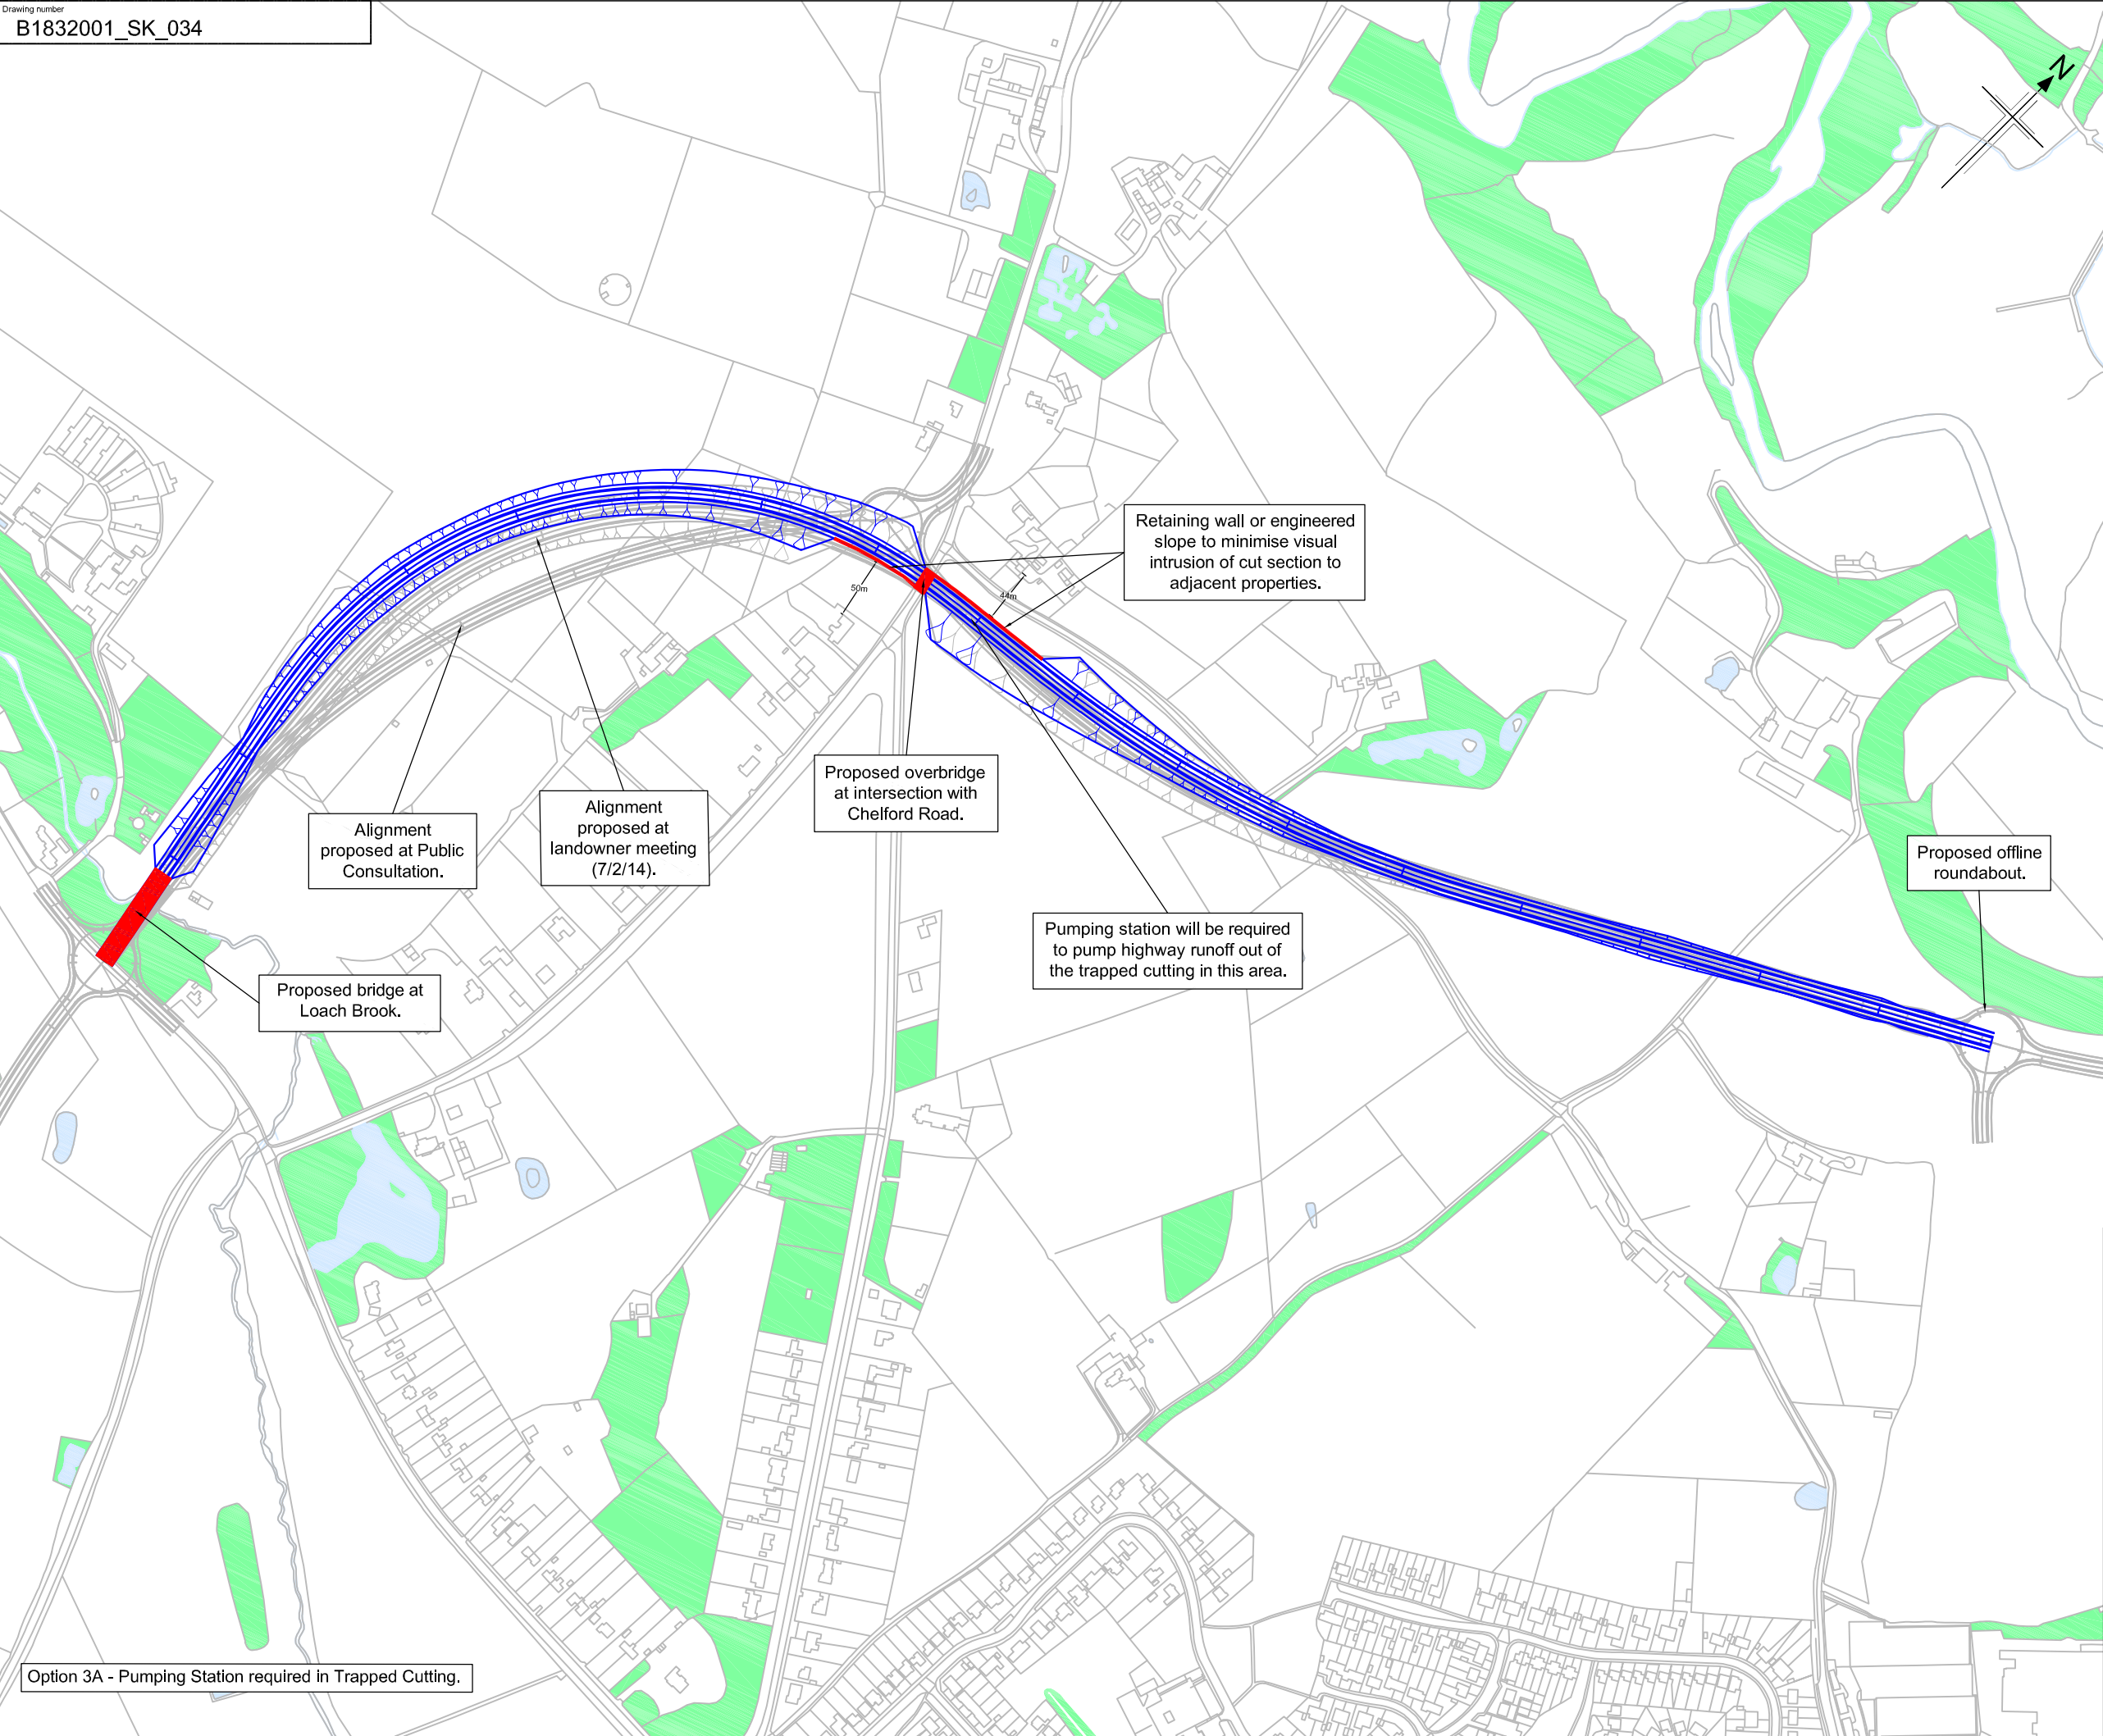 Drawing number
B1832001_SK_034
N
Retaining wall or engineered
slope to minimise visual
intrusion of cut section to
adjacent properties.
50m
44m
Proposed overbridge
at intersection with
Chelford Road.
Alignment
proposed at
landowner meeting
(7/2/14).
Alignment
proposed at Public
Consultation.
Proposed offline
roundabout.
Pumping station will be required
to pump highway runoff out of
the trapped cutting in this area.
Proposed bridge at
Loach Brook.
Option 3A - Pumping Station required in Trapped Cutting.